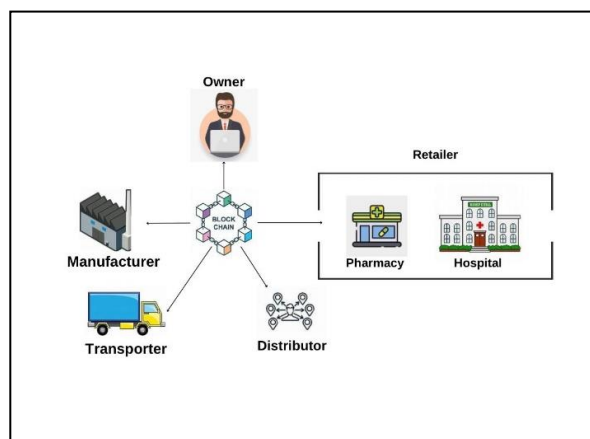 Owner
Retailer
BLOCK
CHAIN
Manufacturer
Pharmacy
Hospital
Transporter
Distributor